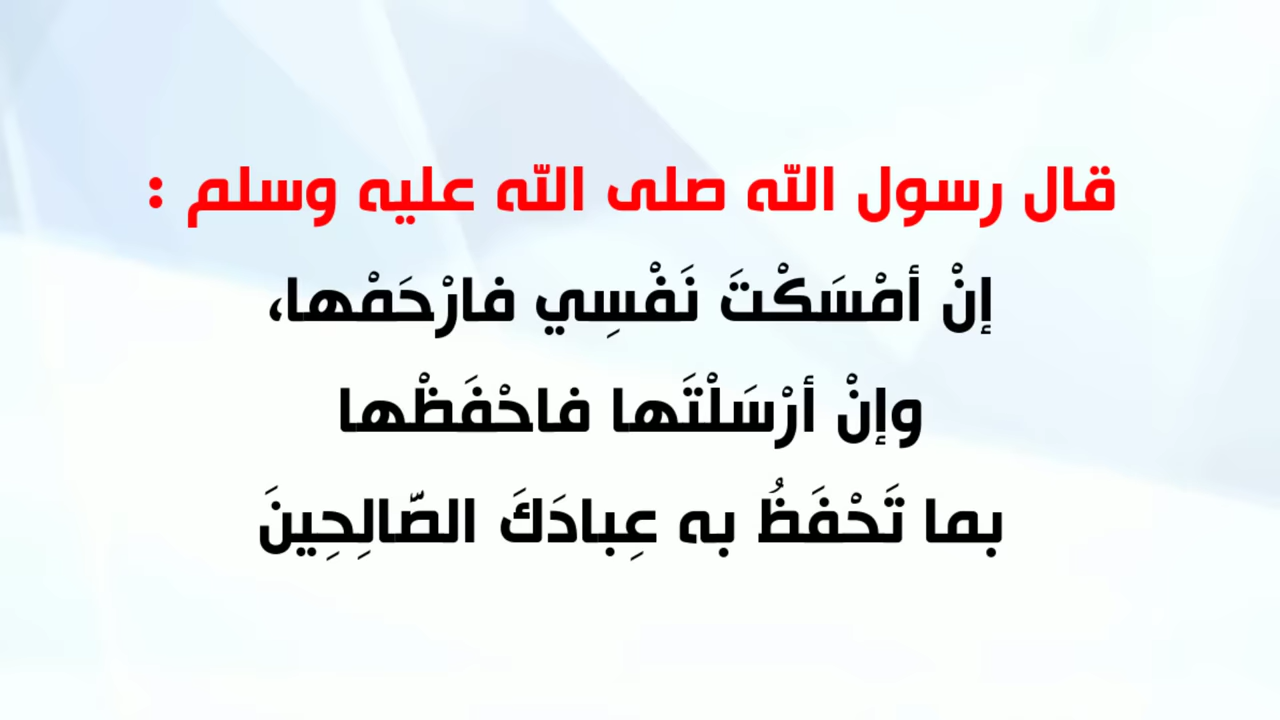 قال رسول الله صلى الله عليه وسلم :
إنْ أمْسَكْتَ نَفْسِي فارْحَمْها،
وإنْ أرْسَلْتَها فاحْفَظْها
بما تَحْفَظُ به عِبادَكَ الصّالِحِينَ